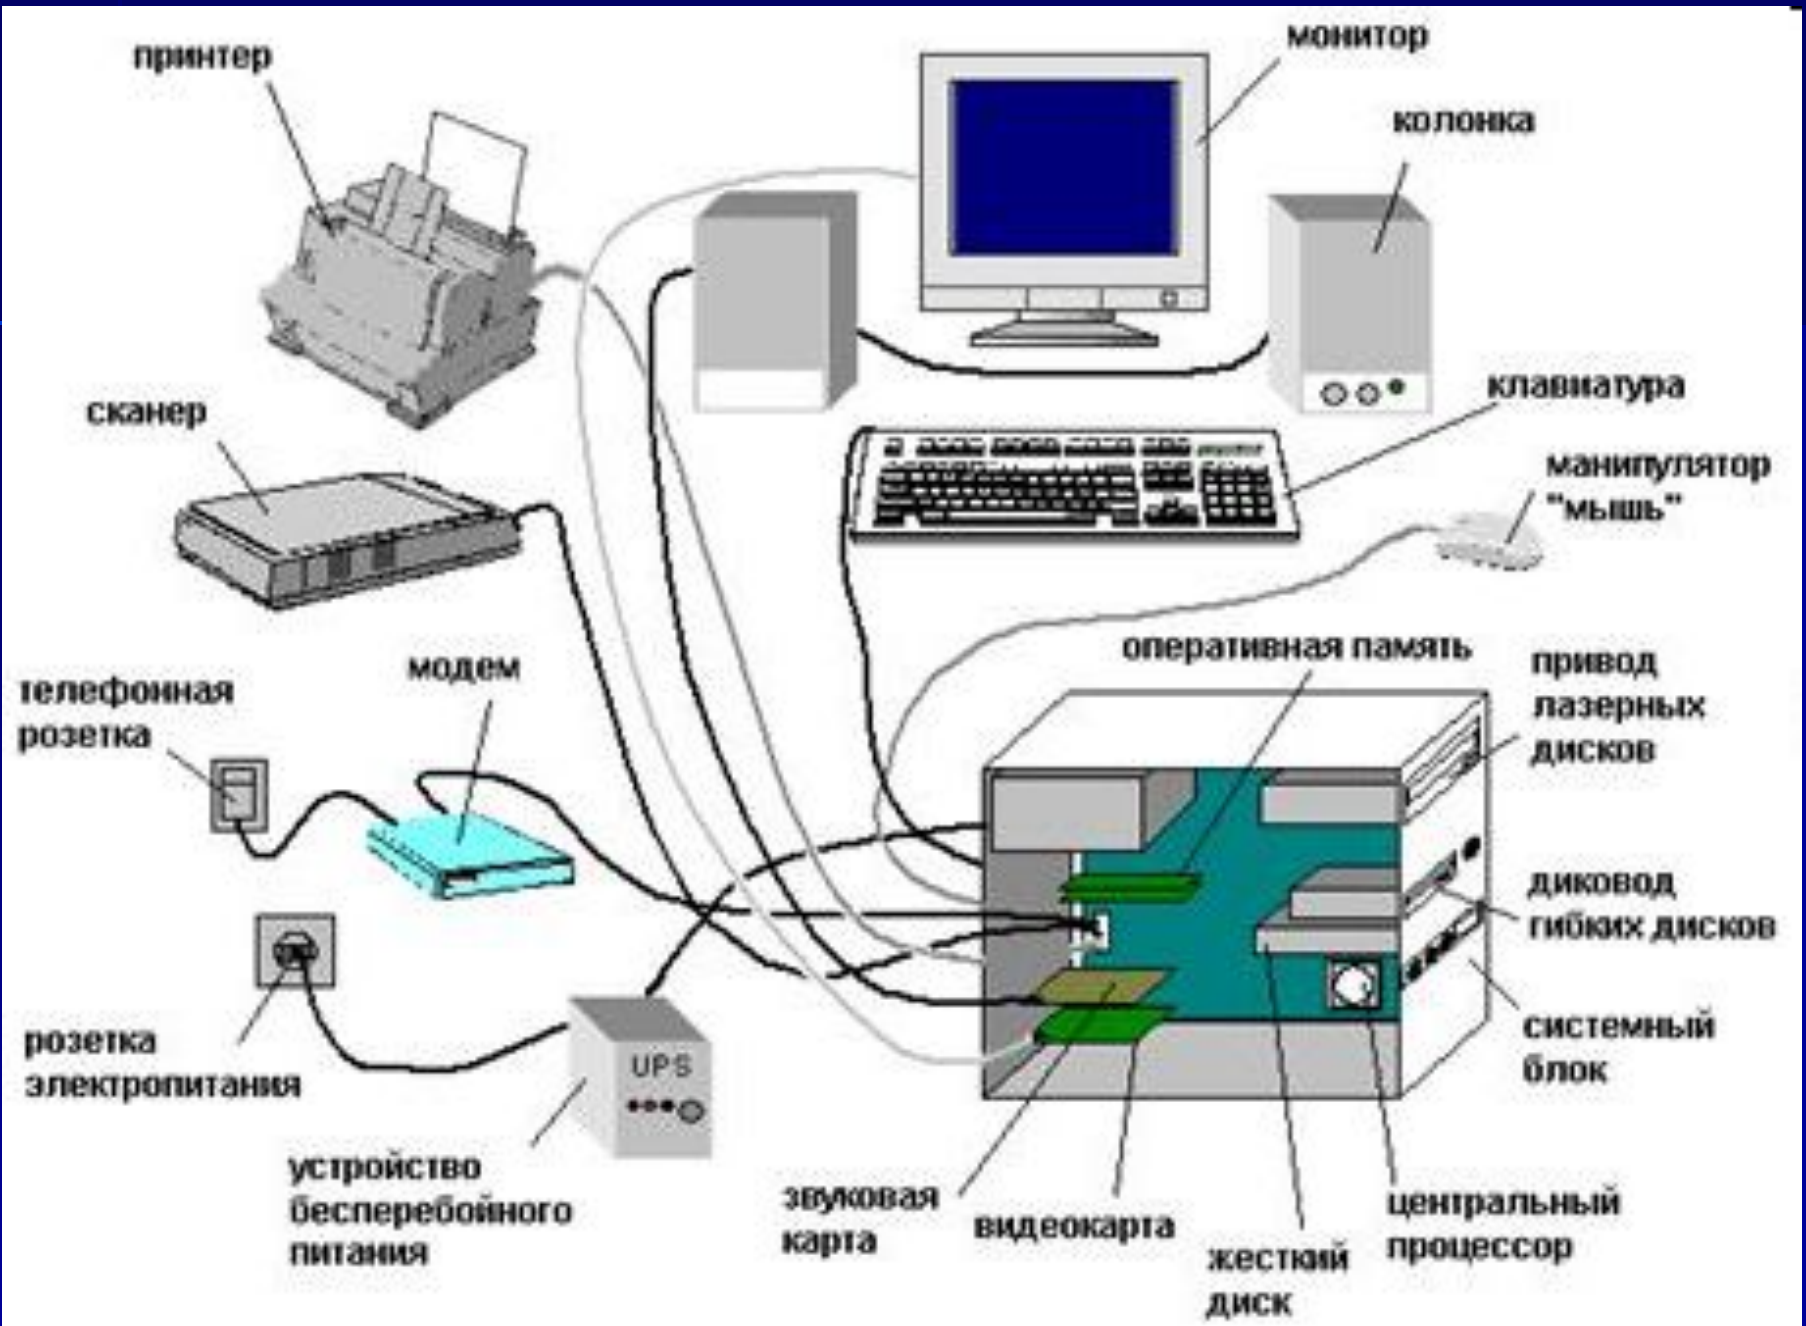 принтер
монитор
колонка
сканер
клавиатура
манипулятор
"мышь"
телефонная
розетка
модем
оперативная память
привод
лазерных
дисков
диковод
гибких дисков
розетка
электропитания
UPS
системный
блок
устройство
бесперебойного
питания
звуковая
карта
видеокарта
жесткий
диск
центральный
процессор